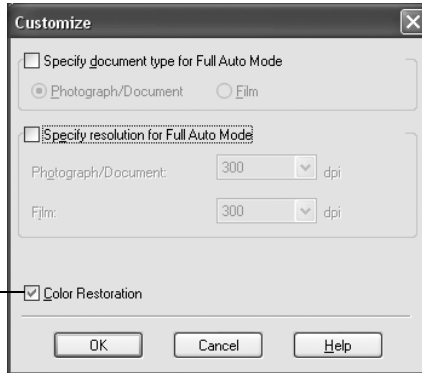 Customize
Specify document type for Full Auto Mode
Photograph/Document Film
Specify resolution for Full Auto Mode
Photograph/Document: 300 dpi
Film: 300 dpi
Color Restoration
OK Cancel Help